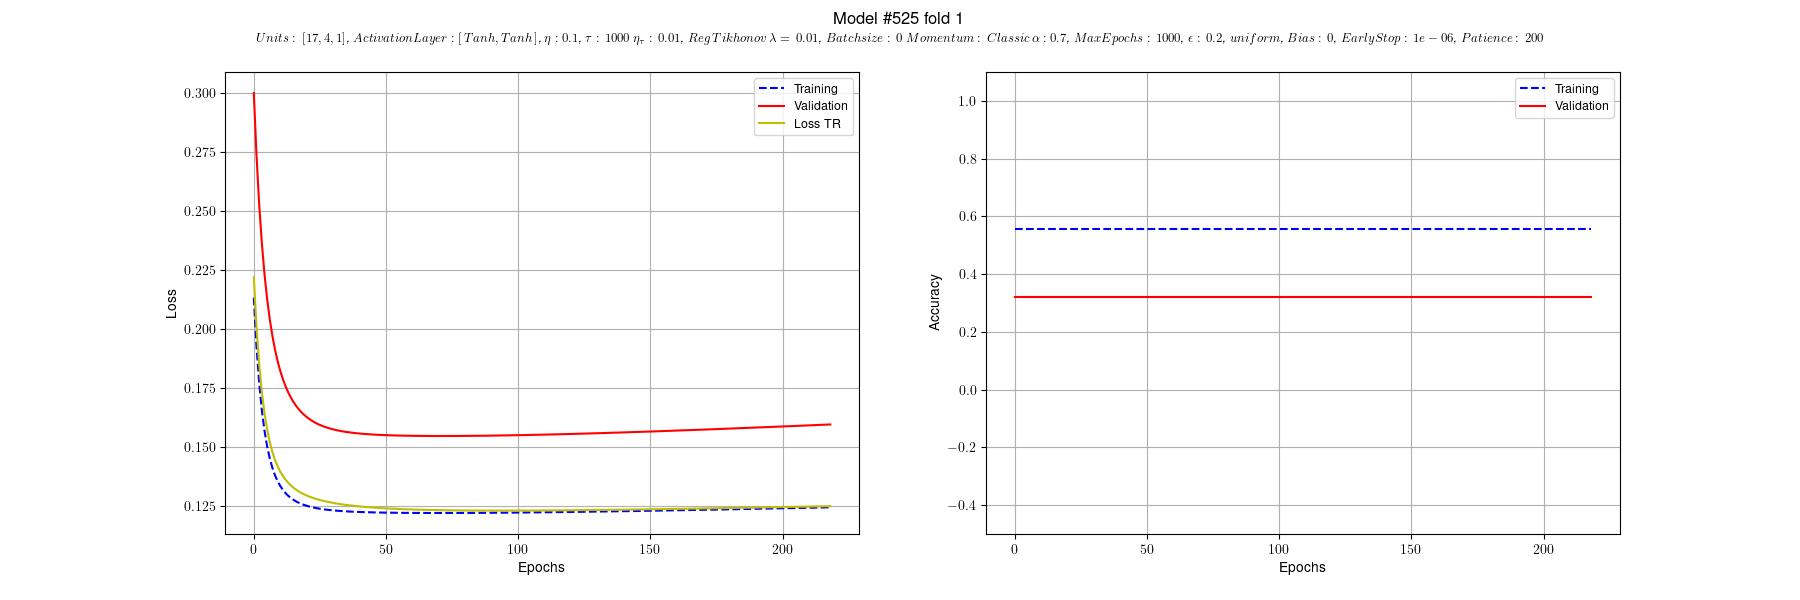 Model #525 fold 1
Units : [17, 4, 1], ActivationLayer : [Tanh, Tanh], η : 0.1, τ : 1000 ητ : 0.01, RegTikhonov λ = 0.01, Batchsize : 0 Momentum : Classic α : 0.7, MaxEpochs : 1000, ϵ : 0.2, uniform, Bias : 0, EarlyStop : 1e − 06, Patience : 200
Training
Validation
Loss TR
0.300
0.275
0.250
0.225
0.200
0.175
0.150
0.125
Loss
0 50 100 150 200
Epochs
Training
Validation
1.0
0.8
0.6
0.4
0.2
0.0
−0.2
−0.4
Accuracy
0 50 100 150 200
Epochs